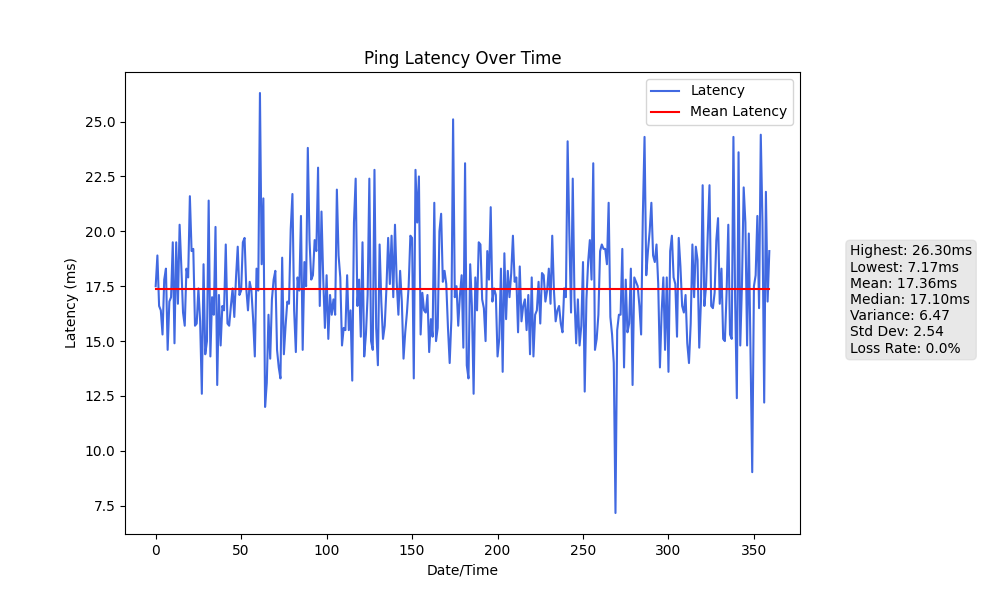 Ping Latency Over Time
Latency
Mean Latency
Latency (ms)
25.0
22.5
20.0
17.5
15.0
12.5
10.0
7.5
0 50 100 150 200 250 300 350
Date/Time
Highest: 26.30ms
Lowest: 7.17ms
Mean: 17.36ms
Median: 17.10ms
Variance: 6.47
Std Dev: 2.54
Loss Rate: 0.0%